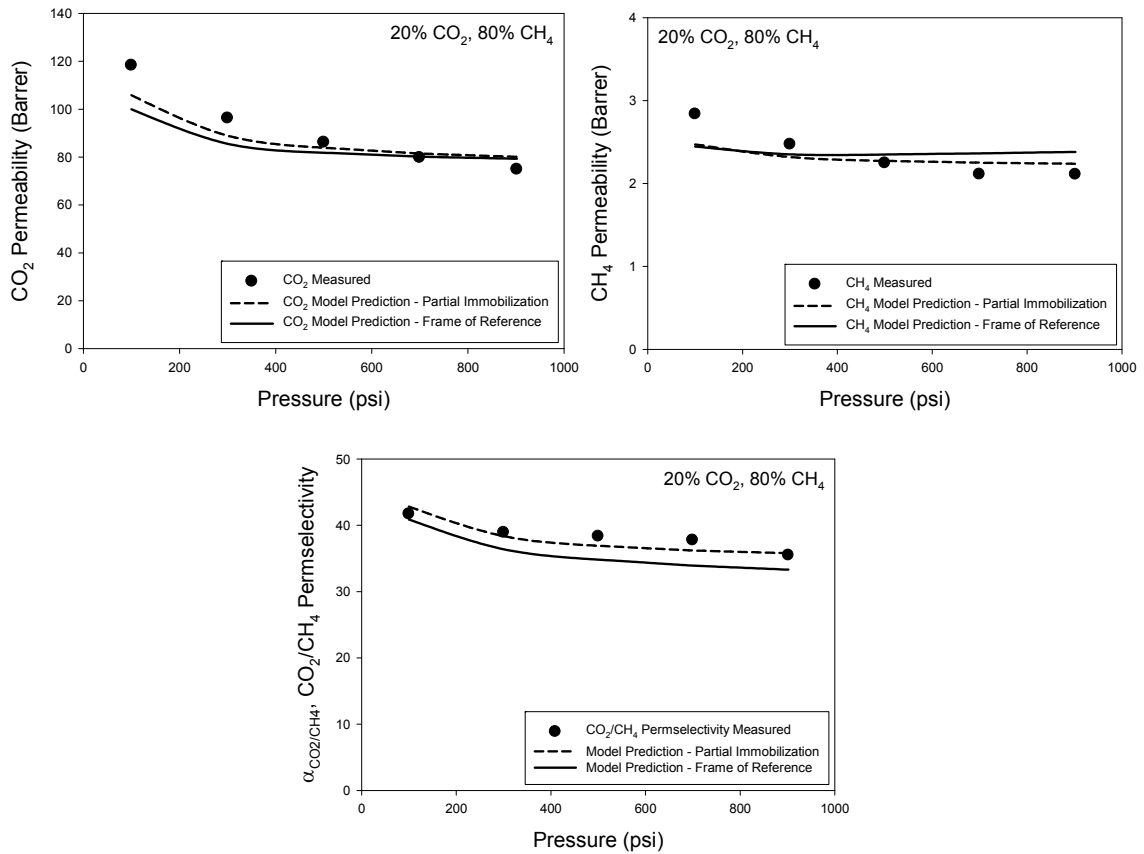 CO2 Permeability (Barrer)
140
120
100
80
60
40
20
0
20% CO2, 80% CH4
CO2 Measured
CO2 Model Prediction - Partial Immobilization
CO2 Model Prediction - Frame of Reference
0 200 400 600 800 1000
Pressure (psi)
CH4 Permeability (Barrer)
4
3
2
1
0
20% CO2, 80% CH4
CH4 Measured
CH4 Model Prediction - Partial Immobilization
CH4 Model Prediction - Frame of Reference
0 200 400 600 800 1000
Pressure (psi)
αCO2/CH4, CO2/CH4 Permselectivity
50
40
30
20
10
0
20% CO2, 80% CH4
CO2/CH4 Permselectivity Measured
Model Prediction - Partial Immobilization
Model Prediction - Frame of Reference
0 200 400 600 800 1000
Pressure (psi)